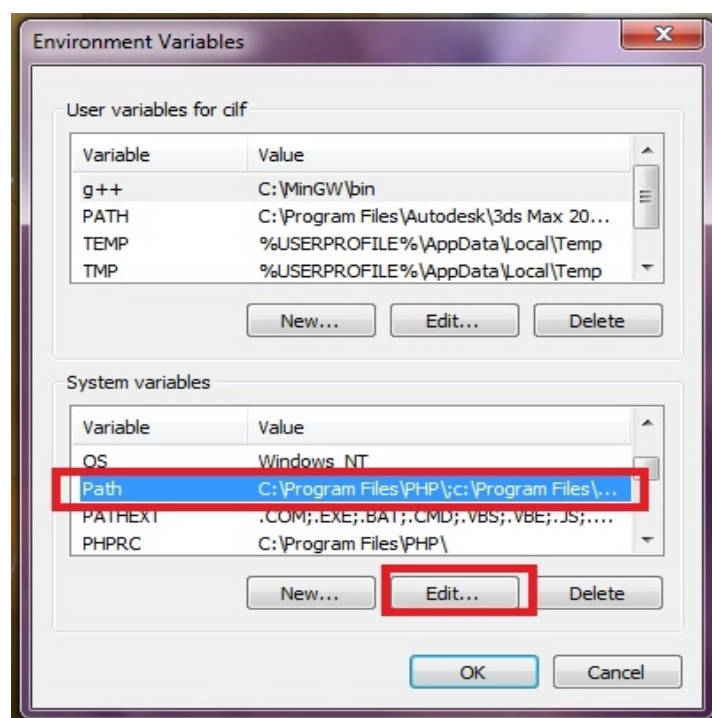 Environment Variables
User variables for cilf
Variable Value
g++ C:\MinGW\bin
PATH C:\Program Files\Autodesk\3ds Max 20...
TEMP %USERPROFILE%\AppData\Local\Temp
TMP %USERPROFILE%\AppData\Local\Temp
New... Edit... Delete
System variables
Variable Value
OS Windows_NT
Path C:\Program Files\PHP\;c:\Program Files\...
PATHEXT .COM;.EXE;.BAT;.CMD;.VBS;.VBE;.JS;....
PHPRC C:\Program Files\PHP\
New... Edit... Delete
OK Cancel